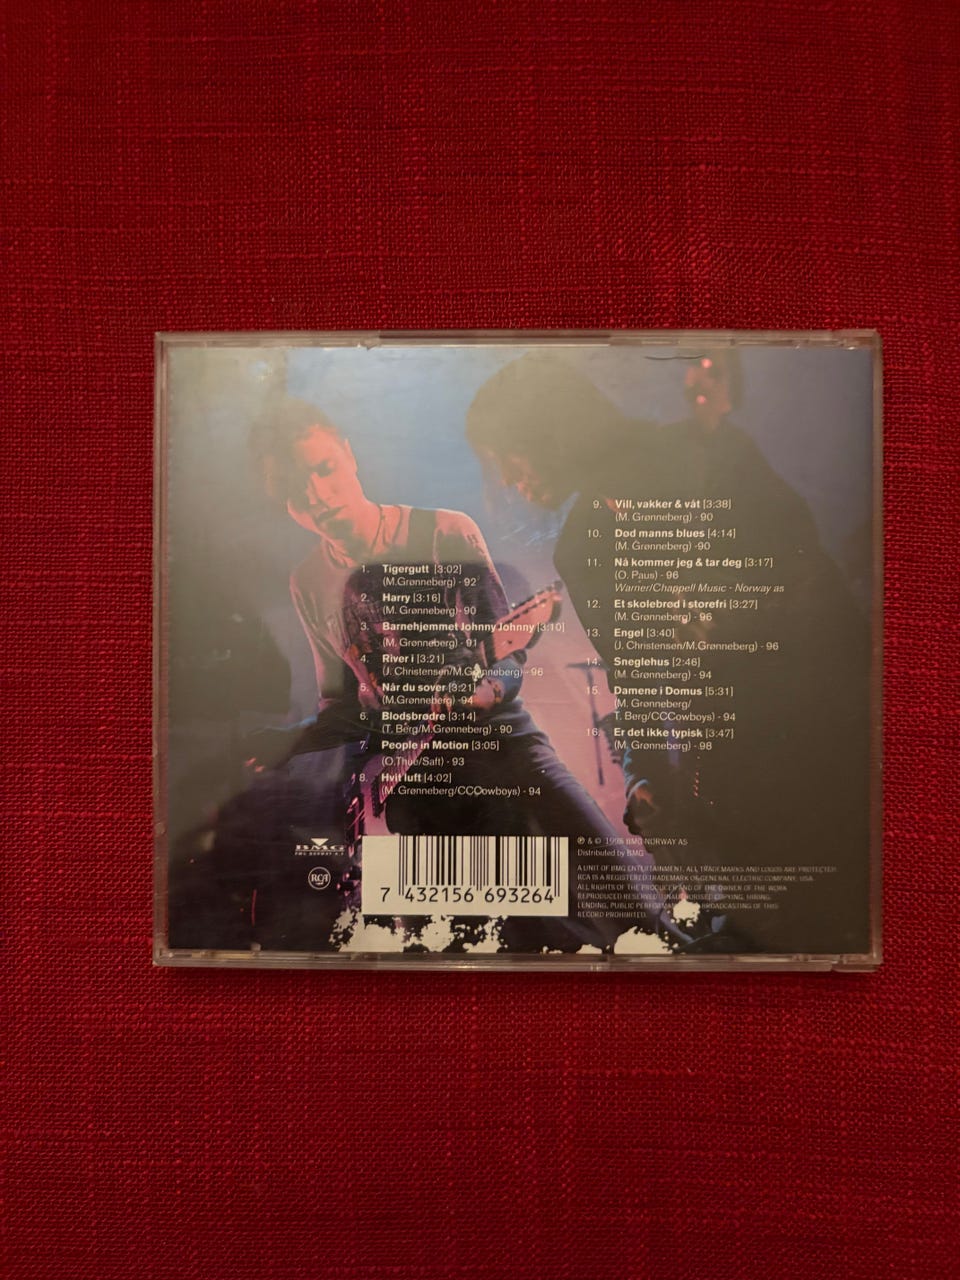 1. Tigergutt [3:02]
(M.Grønneberg) - 92
2. Harry [3:16]
(M. Grønneberg)- 90
3. Barnehjemmet Johnny Johnny [3:10]
(M. Grønneberg) - 91
4. River i [3:21]
(J. Christensen/M.Grønneberg) - 96
5. Når du sover [3:21]
(M.Grønneberg) -94
6. Blodsbrødre [3:14]
(T. Berg/M.Grønneberg) - 90
7. People in Motion [3:05]
(O.Thue/Saft) - 93
8. Hvit luft [4:02]
(M. Grønneberg/CCCowboys) - 94
9. Vill, vakker & våt [3:38]
(M. Grønneberg) - 90
10. Død manns blues [4:14]
(M. Grønneberg) -90
11. Nå kommer jeg & tar deg [3:17]
(O. Paus) - 96
Warner/Chappell Music - Norway as
12. Et skolebrød i storefri [3:27]
(M. Grønneberg) - 96
13. Engel [3:40]
(J. Christensen/M.Grønneberg) - 96
14. Sneglehus [2:46]
(M. Grønneberg) - 94
15. Damene i Domus [5:31]
(M. Grønneberg/
T. Berg/CCCowboys) - 94
16. Er det ikke typisk [3:47]
(M. Grønneberg) - 98
BMG
BMG NORWAY A.S
RCA
7 432156 693264
℗ & © 1998 BMG NORWAY AS
Distributed by BMG
A UNIT OF BMG ENTERTAINMENT. ALL TRADEMARKS AND LOGOS ARE PROTECTED.
RCA IS A REGISTERED TRADEMARK OF GENERAL ELECTRIC COMPANY, USA
ALL RIGHTS OF THE PRODUCER AND OF THE OWNER OF THE WORK
REPRODUCED RESERVED. UNAUTHORISED COPYING, HIRING,
LENDING, PUBLIC PERFORMANCE BROADCASTING OF THIS
RECORD PROHIBITED.